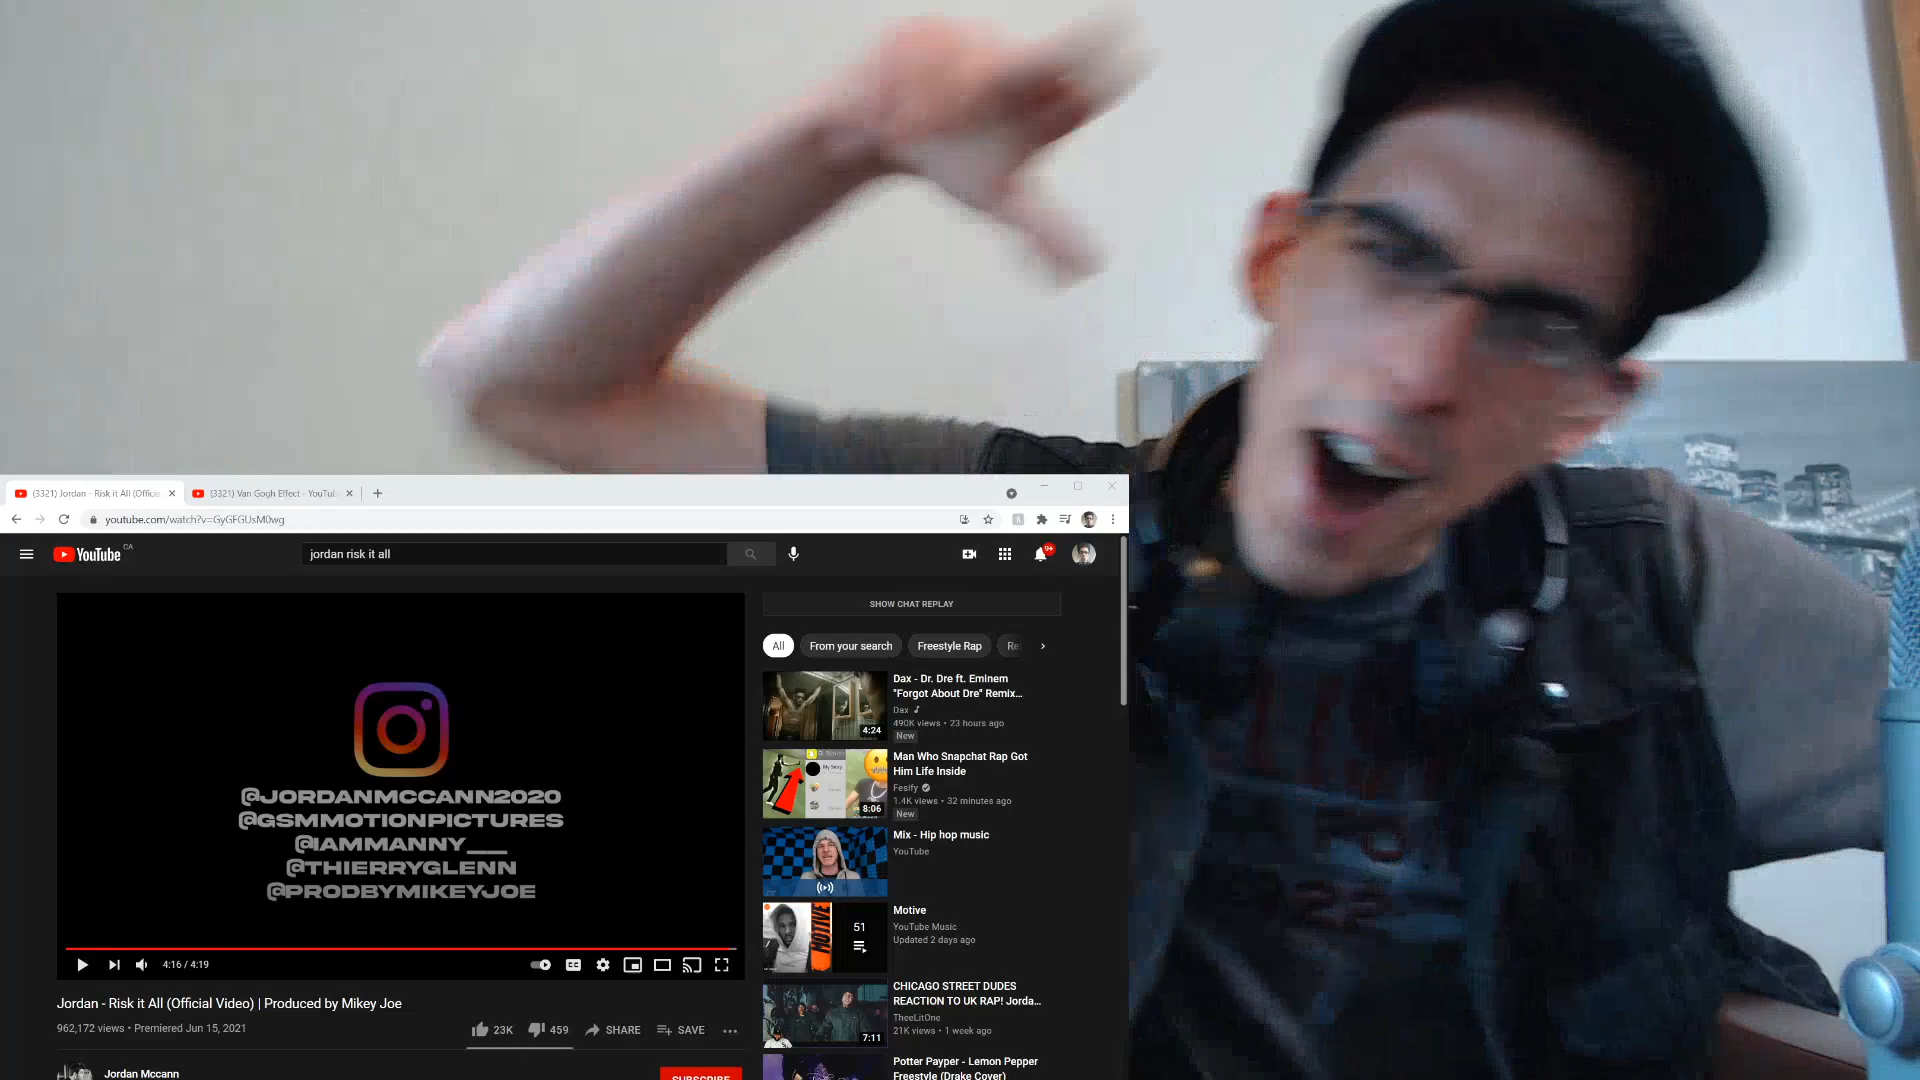 (3321) Jordan - Risk it All (Officia
(3321) Van Gogh Effect - YouTub
youtube.com/watch?v=GyGFGUsM0wg
YouTube CA
jordan risk it all
9+
SHOW CHAT REPLAY
All
From your search
Freestyle Rap
Re
@JORDANMCCANN2020
@GSMMOTIONPICTURES
@IAMMANNY___
@THIERRYGLENN
@PRODBYMIKEYJOE
4:16 / 4:19
Jordan - Risk it All (Official Video) | Produced by Mikey Joe
962,172 views • Premiered Jun 15, 2021
23K
459
SHARE
SAVE
Jordan Mccann
SUBSCRIBE
4:24
Dax - Dr. Dre ft. Eminem
"Forgot About Dre" Remix...
Dax
490K views • 23 hours ago
New
My Story
8:06
Man Who Snapchat Rap Got
Him Life Inside
Fesify
1.4K views • 32 minutes ago
New
Mix - Hip hop music
YouTube
MOTIVE
51
Motive
YouTube Music
Updated 2 days ago
7:11
CHICAGO STREET DUDES
REACTION TO UK RAP! Jorda...
TheeLitOne
21K views • 1 week ago
Potter Payper - Lemon Pepper
Freestyle (Drake Cover)